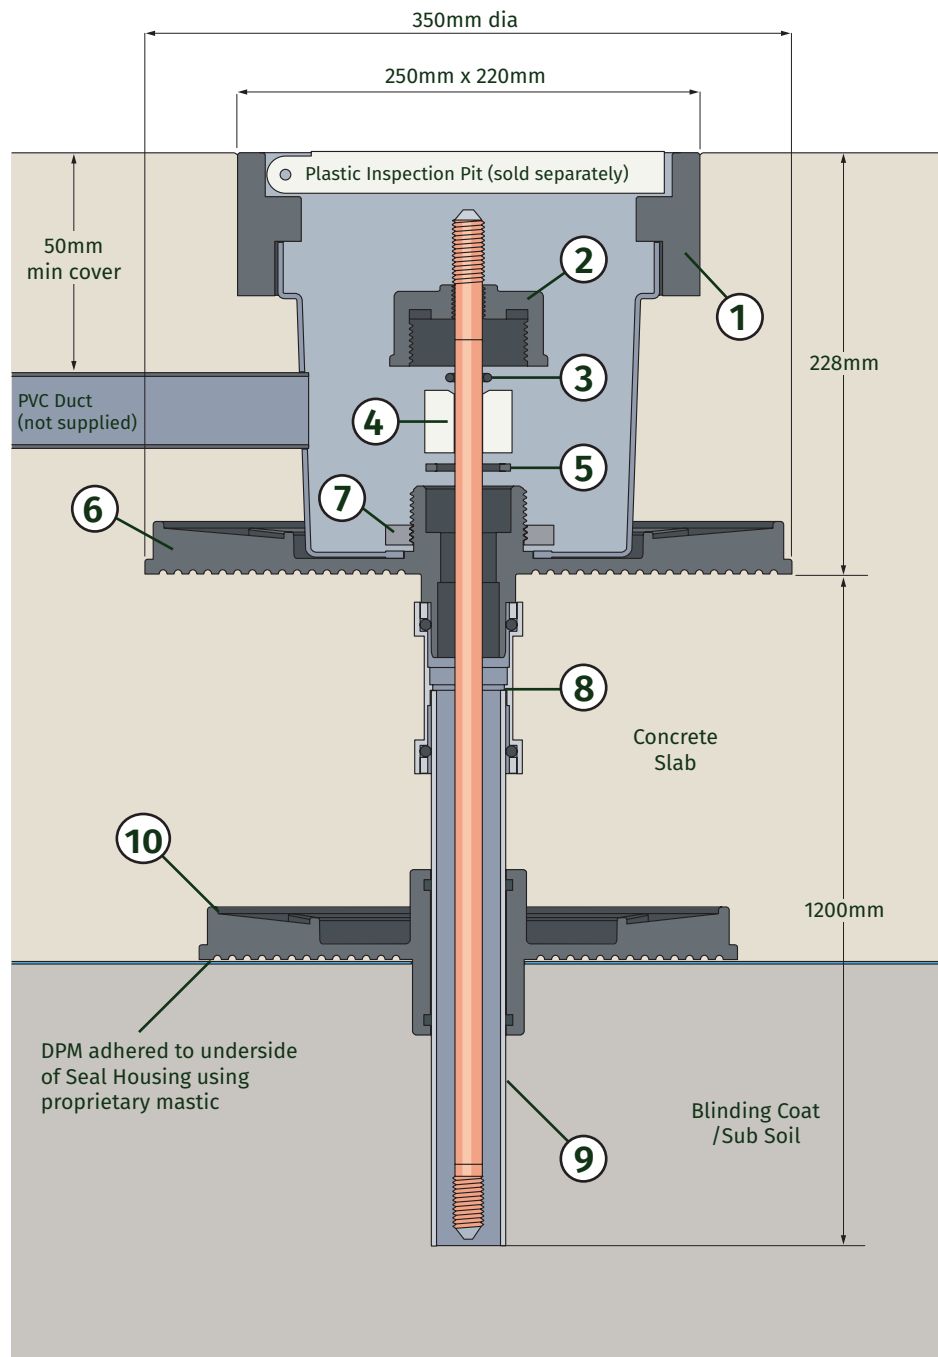 350mm dia
250mm x 220mm
Plastic Inspection Pit (sold separately)
50mm
min cover
2
1
3
228mm
PVC Duct
(not supplied)
4
5
7
6
8
Concrete
Slab
10
1200mm
DPM adhered to underside
of Seal Housing using
proprietary mastic
Blinding Coat
/Sub Soil
9